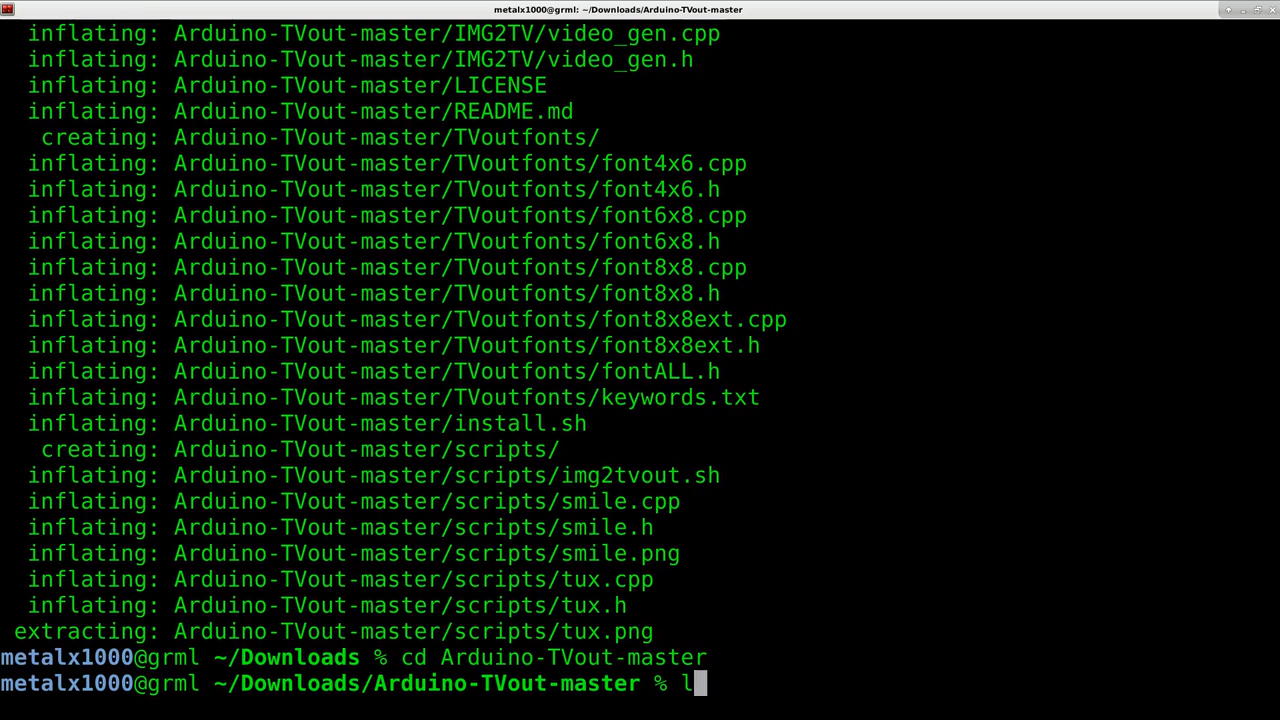 metalx1000@grml: ~/Downloads/Arduino-TVout-master
inflating: Arduino-TVout-master/IMG2TV/video_gen.cpp
inflating: Arduino-TVout-master/IMG2TV/video_gen.h
inflating: Arduino-TVout-master/LICENSE
inflating: Arduino-TVout-master/README.md
creating: Arduino-TVout-master/TVoutfonts/
inflating: Arduino-TVout-master/TVoutfonts/font4x6.cpp
inflating: Arduino-TVout-master/TVoutfonts/font4x6.h
inflating: Arduino-TVout-master/TVoutfonts/font6x8.cpp
inflating: Arduino-TVout-master/TVoutfonts/font6x8.h
inflating: Arduino-TVout-master/TVoutfonts/font8x8.cpp
inflating: Arduino-TVout-master/TVoutfonts/font8x8.h
inflating: Arduino-TVout-master/TVoutfonts/font8x8ext.cpp
inflating: Arduino-TVout-master/TVoutfonts/font8x8ext.h
inflating: Arduino-TVout-master/TVoutfonts/fontALL.h
inflating: Arduino-TVout-master/TVoutfonts/keywords.txt
inflating: Arduino-TVout-master/install.sh
creating: Arduino-TVout-master/scripts/
inflating: Arduino-TVout-master/scripts/img2tvout.sh
inflating: Arduino-TVout-master/scripts/smile.cpp
inflating: Arduino-TVout-master/scripts/smile.h
inflating: Arduino-TVout-master/scripts/smile.png
inflating: Arduino-TVout-master/scripts/tux.cpp
inflating: Arduino-TVout-master/scripts/tux.h
extracting: Arduino-TVout-master/scripts/tux.png
metalx1000@grml ~/Downloads % cd Arduino-TVout-master
metalx1000@grml ~/Downloads/Arduino-TVout-master % l